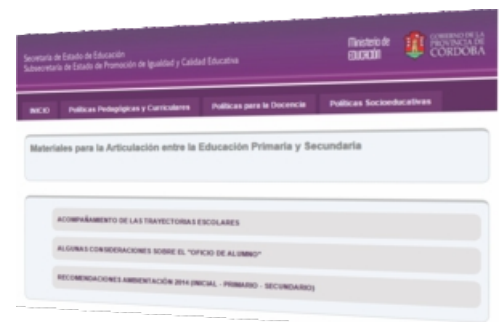 Secretaría de Estado de Educación
Subsecretaría de Estado de Promoción de Igualdad y Calidad Educativa
Ministerio de
EDUCACIÓN
GOBIERNO DE LA
PROVINCIA DE
CÓRDOBA
INICIO
Políticas Pedagógicas y Curriculares
Políticas para la Docencia
Políticas Socioeducativas
Materiales para la Articulación entre la Educación Primaria y Secundaria
ACOMPAÑAMIENTO DE LAS TRAYECTORIAS ESCOLARES
ALGUNAS CONSIDERACIONES SOBRE EL "OFICIO DE ALUMNO"
RECOMENDACIONES AMBIENTACIÓN 2014 (INICIAL - PRIMARIO - SECUNDARIO)